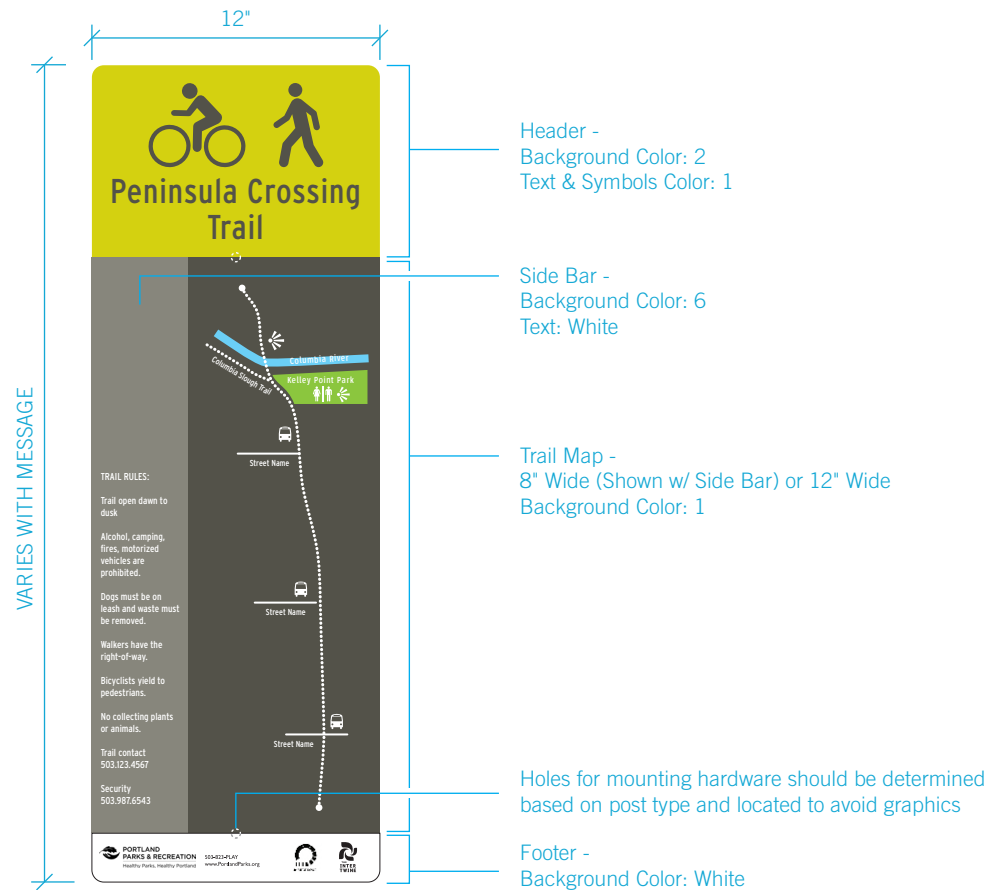 12"
VARIES WITH MESSAGE
Peninsula Crossing
Trail
Columbia River
Columbia Slough Trail
Kelley Point Park
Street Name
Street Name
Street Name
TRAIL RULES:
Trail open dawn to
dusk
Alcohol, camping,
fires, motorized
vehicles are
prohibited.
Dogs must be on
leash and waste must
be removed.
Walkers have the
right-of-way.
Bicyclists yield to
pedestrians.
No collecting plants
or animals.
Trail contact
503.123.4567
Security
503.987.6543
PORTLAND
PARKS & RECREATION
Healthy Parks, Healthy Portland
503-823-PLAY
www.PortlandParks.org
INTER
TWINE
Header -
Background Color: 2
Text & Symbols Color: 1
Side Bar -
Background Color: 6
Text: White
Trail Map -
8" Wide (Shown w/ Side Bar) or 12" Wide
Background Color: 1
Holes for mounting hardware should be determined
based on post type and located to avoid graphics
Footer -
Background Color: White